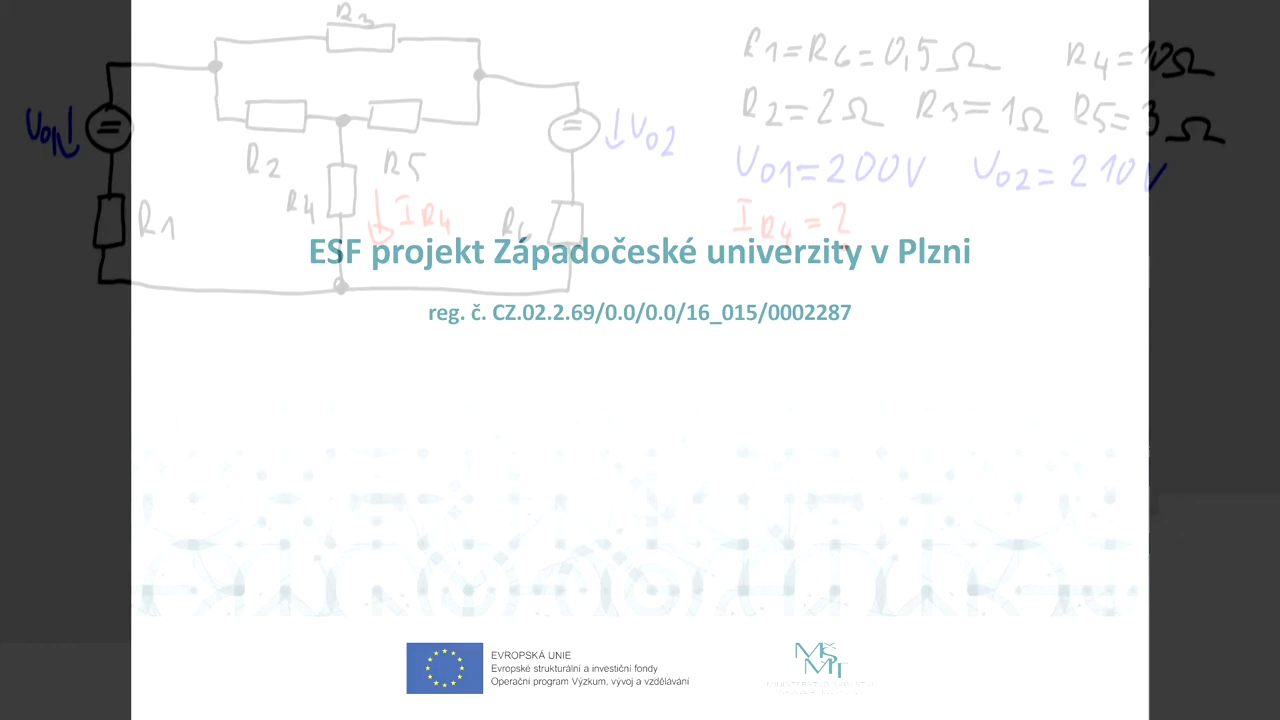 R3
R1=R6=0,5Ω R4=10Ω
R2=2Ω R3=1Ω R5=3Ω
U01=200V U02=210V
IR4=?
U01
U02
R2
R5
R4
IR4
R1
R6
ESF projekt Západočeské univerzity v Plzni
reg. č. CZ.02.2.69/0.0/0.0/16_015/0002287
EVROPSKÁ UNIE
Evropské strukturální a investiční fondy
Operační program Výzkum, vývoj a vzdělávání
MŠMT